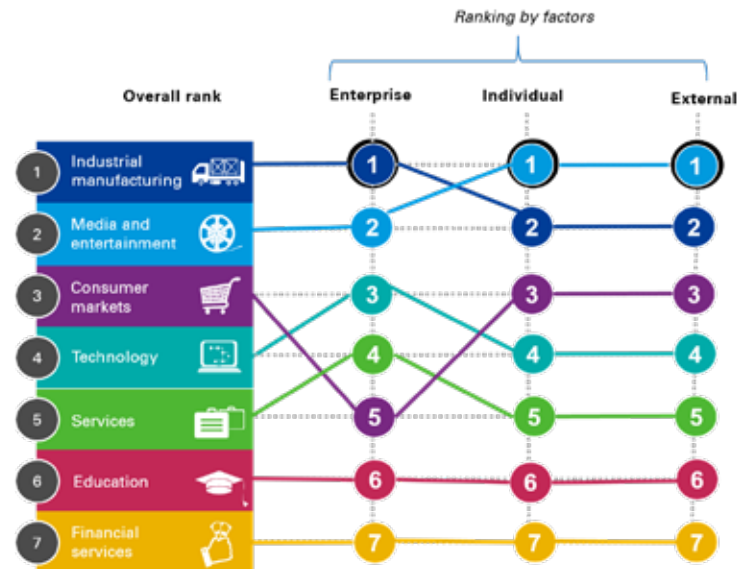 Ranking by factors
Overall rank Enterprise Individual External
1 Industrial manufacturing 1 1 1
2 Media and entertainment 2 2 2
3 Consumer markets 3 3 3
4 Technology 4 4 4
5 Services 5 5 5
6 Education 6 6 6
7 Financial services 7 7 7